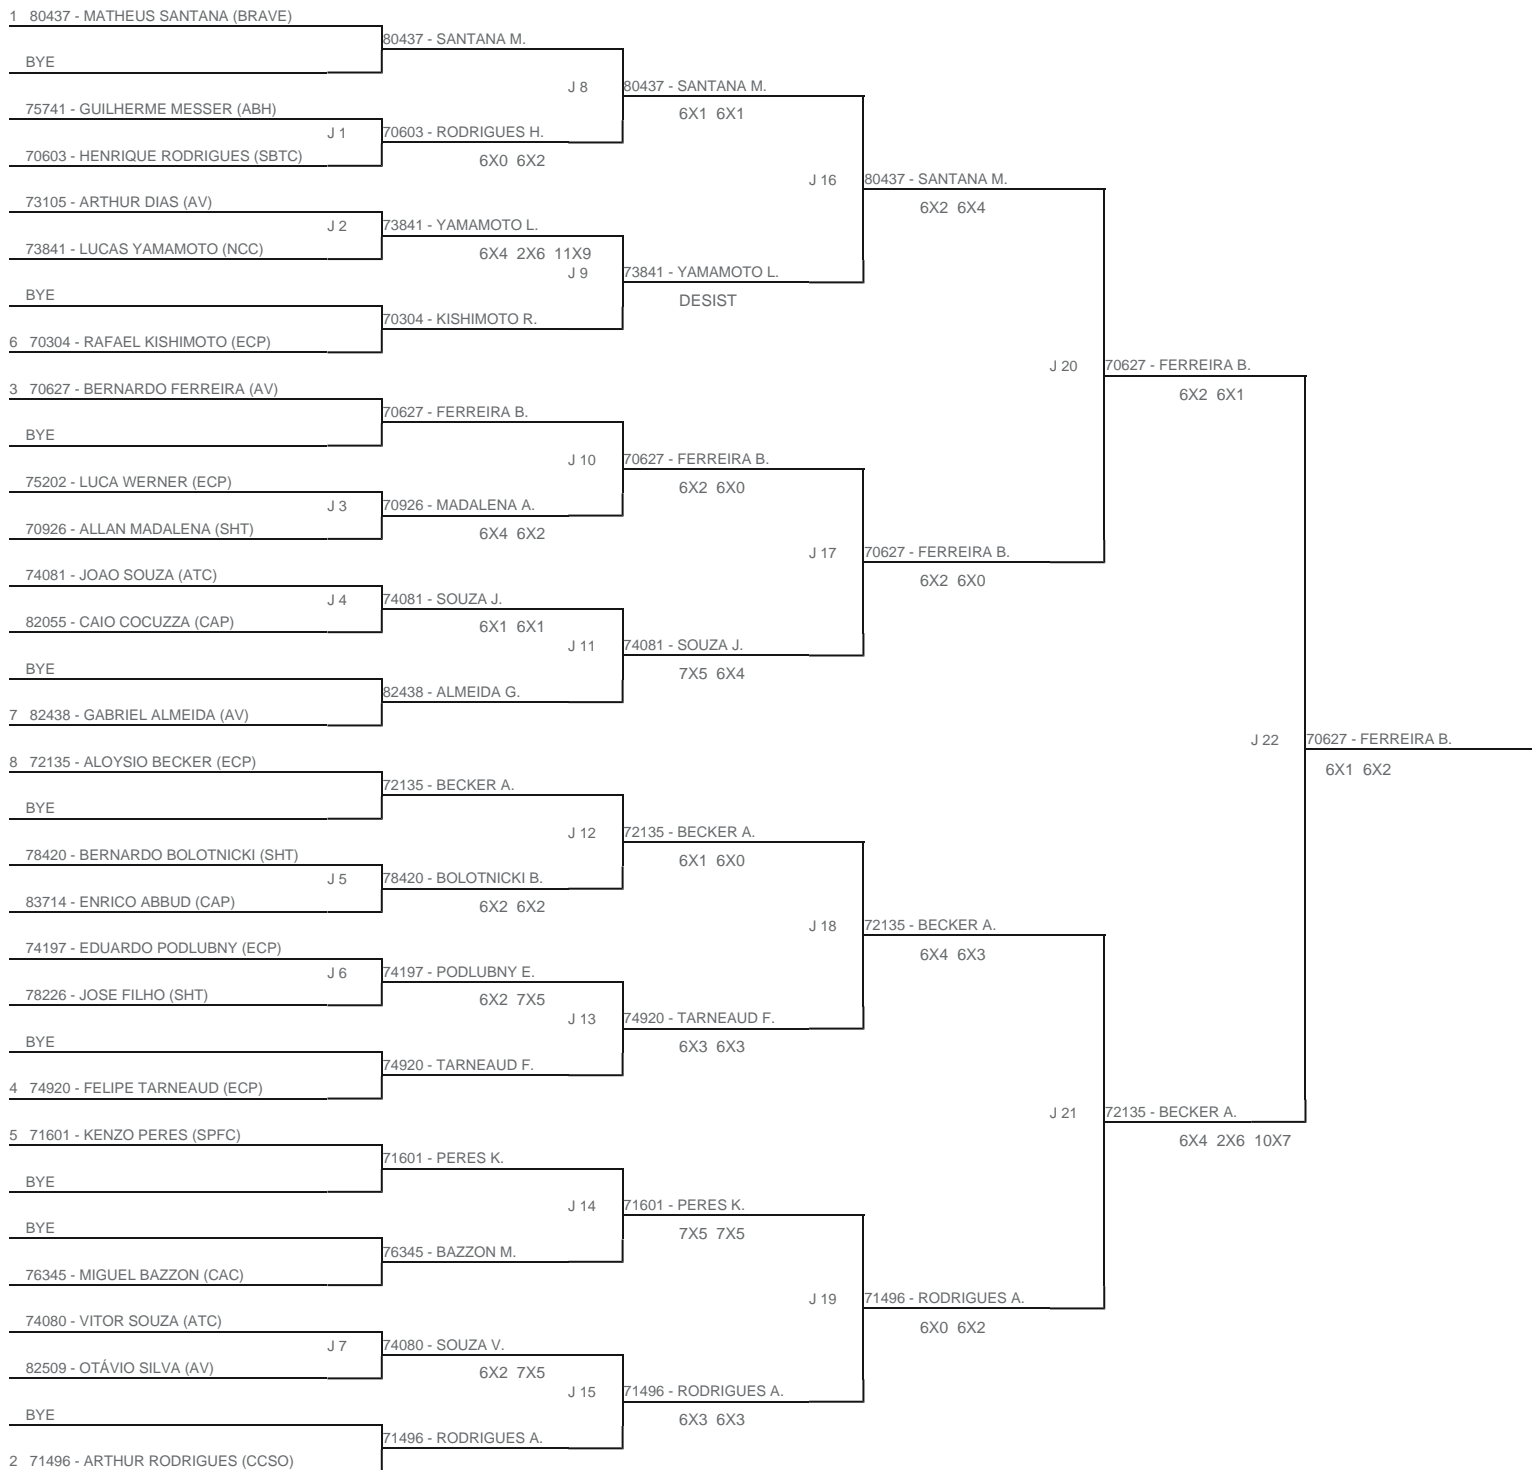 1 80437 - MATHEUS SANTANA (BRAVE)
80437 - SANTANA M.
BYE
J 8
80437 - SANTANA M.
6X1 6X1
75741 - GUILHERME MESSER (ABH)
J 1
70603 - RODRIGUES H.
6X0 6X2
70603 - HENRIQUE RODRIGUES (SBTC)
J 16
80437 - SANTANA M.
6X2 6X4
73105 - ARTHUR DIAS (AV)
J 2
73841 - YAMAMOTO L.
6X4 2X6 11X9
73841 - LUCAS YAMAMOTO (NCC)
J 9
73841 - YAMAMOTO L.
DESIST
BYE
70304 - KISHIMOTO R.
6 70304 - RAFAEL KISHIMOTO (ECP)
J 20
70627 - FERREIRA B.
6X2 6X1
3 70627 - BERNARDO FERREIRA (AV)
70627 - FERREIRA B.
BYE
J 10
70627 - FERREIRA B.
6X2 6X0
75202 - LUCA WERNER (ECP)
J 3
70926 - MADALENA A.
6X4 6X2
70926 - ALLAN MADALENA (SHT)
J 17
70627 - FERREIRA B.
6X2 6X0
74081 - JOAO SOUZA (ATC)
J 4
74081 - SOUZA J.
6X1 6X1
82055 - CAIO COCUZZA (CAP)
J 11
74081 - SOUZA J.
7X5 6X4
BYE
82438 - ALMEIDA G.
7 82438 - GABRIEL ALMEIDA (AV)
J 22
70627 - FERREIRA B.
6X1 6X2
8 72135 - ALOYSIO BECKER (ECP)
72135 - BECKER A.
BYE
J 12
72135 - BECKER A.
6X1 6X0
78420 - BERNARDO BOLOTNICKI (SHT)
J 5
78420 - BOLOTNICKI B.
6X2 6X2
83714 - ENRICO ABBUD (CAP)
J 18
72135 - BECKER A.
6X4 6X3
74197 - EDUARDO PODLUBNY (ECP)
J 6
74197 - PODLUBNY E.
6X2 7X5
78226 - JOSE FILHO (SHT)
J 13
74920 - TARNEAUD F.
6X3 6X3
BYE
74920 - TARNEAUD F.
4 74920 - FELIPE TARNEAUD (ECP)
J 21
72135 - BECKER A.
6X4 2X6 10X7
5 71601 - KENZO PERES (SPFC)
71601 - PERES K.
BYE
J 14
71601 - PERES K.
7X5 7X5
BYE
76345 - BAZZON M.
76345 - MIGUEL BAZZON (CAC)
J 19
71496 - RODRIGUES A.
6X0 6X2
74080 - VITOR SOUZA (ATC)
J 7
74080 - SOUZA V.
6X2 7X5
82509 - OTÁVIO SILVA (AV)
J 15
71496 - RODRIGUES A.
6X3 6X3
BYE
71496 - RODRIGUES A.
2 71496 - ARTHUR RODRIGUES (CCSO)